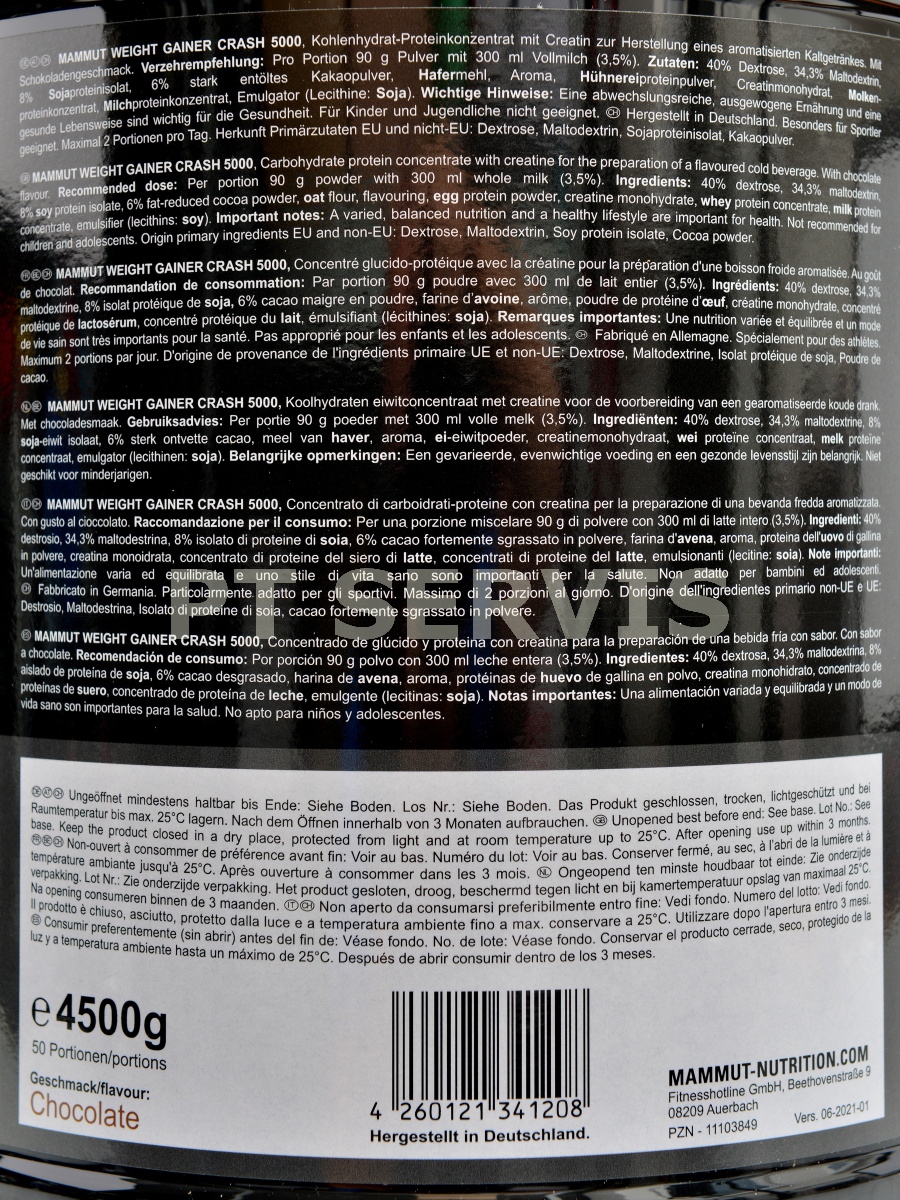 MAMMUT WEIGHT GAINER CRASH 5000, Kohlenhydrat-Proteinkonzentrat mit Creatin zur Herstellung eines aromatisierten Kaltgetränkes. Mit
Schokoladengeschmack. Verzehrempfehlung: Pro Portion 90 g Pulver mit 300 ml Vollmilch (3,5%). Zutaten: 40% Dextrose, 34,3% Maltodextrin,
8% Sojaproteinisolat, 6% stark entöltes Kakaopulver, Hafermehl, Aroma, Hühnereiproteinpulver, Creatinmonohydrat, Molken-
proteinkonzentrat, Milchproteinkonzentrat, Emulgator (Lecithine: Soja). Wichtige Hinweise: Eine abwechslungsreiche, ausgewogene Ernährung und eine
gesunde Lebensweise sind wichtig für die Gesundheit. Für Kinder und Jugendliche nicht geeignet. CH Hergestellt in Deutschland. Besonders für Sportler
geeignet. Maximal 2 Portionen pro Tag. Herkunft Primärzutaten EU und nicht-EU: Dextrose, Maltodextrin, Sojaproteinisolat, Kakaopulver.
MAMMUT WEIGHT GAINER CRASH 5000, Carbohydrate protein concentrate with creatine for the preparation of a flavoured cold beverage. With chocolate
flavour. Recommended dose: Per portion 90 g powder with 300 ml whole milk (3,5%). Ingredients: 40% dextrose, 34,3% maltodextrin,
8% soy protein isolate, 6% fat-reduced cocoa powder, oat flour, flavouring, egg protein powder, creatine monohydrate, whey protein concentrate, milk protein
concentrate, emulsifier (lecithins: soy). Important notes: A varied, balanced nutrition and a healthy lifestyle are important for health. Not recommended for
children and adolescents. Origin primary ingredients EU and non-EU: Dextrose, Maltodextrin, Soy protein isolate, Cocoa powder.
MAMMUT WEIGHT GAINER CRASH 5000, Concentré glucido-protéique avec la créatine pour la préparation d'une boisson froide aromatisée. Au goût
de chocolat. Recommandation de consommation: Par portion 90 g poudre avec 300 ml de lait entier (3,5%). Ingrédients: 40% dextrose, 34,3%
maltodextrine, 8% isolat protéique de soja, 6% cacao maigre en poudre, farine d'avoine, arôme, poudre de protéine d'œuf, créatine monohydrate, concentré
protéique de lactosérum, concentré protéique du lait, émulsifiant (lécithines: soja). Remarques importantes: Une nutrition variée et équilibrée et un mode
de vie sain sont très importants pour la santé. Pas approprié pour les enfants et les adolescents. CH Fabriqué en Allemagne. Spécialement pour des athlètes.
Maximum 2 portions par jour. D'origine de provenance de l'ingrédients primaire UE et non-UE: Dextrose, Maltodextrine, Isolat protéique de soja, Poudre de
cacao.
MAMMUT WEIGHT GAINER CRASH 5000, Koolhydraten eiwitconcentraat met creatine voor de voorbereiding van een gearomatiseerde koude drank.
Met chocoladesmaak. Gebruiksadvies: Per portie 90 g poeder met 300 ml volle melk (3,5%). Ingrediënten: 40% dextrose, 34,3% maltodextrine, 8%
soja-eiwit isolaat, 6% sterk ontvette cacao, meel van haver, aroma, ei-eiwitpoeder, creatinemonohydraat, wei proteïne concentraat, melk proteïne
concentraat, emulgator (lecithinen: soja). Belangrijke opmerkingen: Een gevarieerde, evenwichtige voeding en een gezonde levensstijl zijn belangrijk. Niet
geschikt voor minderjarigen.
MAMMUT WEIGHT GAINER CRASH 5000, Concentrato di carboidrati-proteine con creatina per la preparazione di una bevanda fredda aromatizzata.
Con gusto al cioccolato. Raccomandazione per il consumo: Per una porzione miscelare 90 g di polvere con 300 ml di latte intero (3,5%). Ingredienti: 40%
destrosio, 34,3% maltodestrina, 8% isolato di proteine di soia, 6% cacao fortemente sgrassato in polvere, farina d'avena, aroma, proteina dell'uovo di gallina
in polvere, creatina monoidrata, concentrato di proteine del siero di latte, concentrati di proteine del latte, emulsionanti (lecitine: soia). Note importanti:
Un'alimentazione varia ed equilibrata e uno stile di vita sano sono importanti per la salute. Non adatto per bambini ed adolescenti.
CH Fabbricato in Germania. Particolarmente adatto per gli sportivi. Massimo di 2 porzioni al giorno. D'origine dell'ingredienti primario non-UE e UE:
Destrosio, Maltodestrina, Isolato di proteine di soia, cacao fortemente sgrassato in polvere.
PT SERVIS
MAMMUT WEIGHT GAINER CRASH 5000, Concentrado de glúcido y proteina con creatina para la preparación de una bebida fría con sabor. Con sabor
a chocolate. Recomendación de consumo: Por porción 90 g polvo con 300 ml leche entera (3,5%). Ingredientes: 40% dextrosa, 34,3% maltodextrina, 8%
aislado de proteína de soja, 6% cacao desgrasado, harina de avena, aroma, protéinas de huevo de gallina en polvo, creatina monohidrato, concentrado de
proteínas de suero, concentrado de proteína de leche, emulgente (lecitinas: soja). Notas importantes: Una alimentación variada y equilibrada y un modo de
vida sano son importantes para la salud. No apto para niños y adolescentes.
Ungeöffnet mindestens haltbar bis Ende: Siehe Boden. Los Nr.: Siehe Boden. Das Produkt geschlossen, trocken, lichtgeschützt und bei
Raumtemperatur bis max. 25°C lagern. Nach dem Öffnen innerhalb von 3 Monaten aufbrauchen. GB Unopened best before end: See base. Lot No.: See
base. Keep the product closed in a dry place, protected from light and at room temperature up to 25°C. After opening use up within 3 months.
Non-ouvert à consommer de préférence avant fin: Voir au bas. Numéro du lot: Voir au bas. Conserver fermé, au sec, à l'abri de la lumière et à
température ambiante jusqu'à 25°C. Après ouverture à consommer dans les 3 mois. NL Ongeopend ten minste houdbaar tot einde: Zie onderzijde
verpakking. Lot Nr.: Zie onderzijde verpakking. Het product gesloten, droog, beschermd tegen licht en bij kamertemperatuur opslag van maximaal 25°C.
Na opening consumeren binnen de 3 maanden. IT CH Non aperto da consumarsi preferibilmente entro fine: Vedi fondo. Numero del lotto: Vedi fondo.
Il prodotto è chiuso, asciutto, protetto dalla luce e a temperatura ambiente fino a max. conservare a 25°C. Utilizzare dopo l'apertura entro 3 mesi.
Consumir preferentemente (sin abrir) antes del fin de: Véase fondo. No. de lote: Véase fondo. Conservar el producto cerrade, seco, protegido de la
luz y a temperatura ambiente hasta un máximo de 25°C. Después de abrir consumir dentro de los 3 meses.
e 4500g
50 Portionen/portions
Geschmack/flavour:
Chocolate
4 260121 341208
Hergestellt in Deutschland.
MAMMUT-NUTRITION.COM
Fitnesshotline GmbH, Beethovenstraße 9
08209 Auerbach
PZN - 11103849 Vers. 06-2021-01